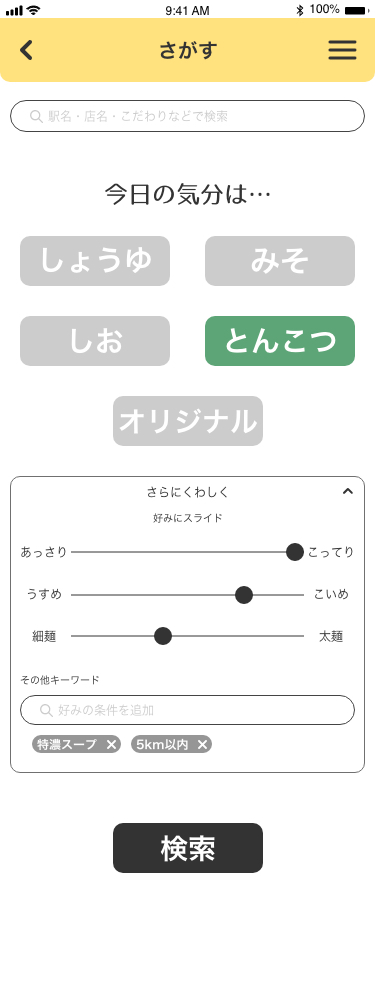 9:41 AM 100%
さがす
駅名・店名・こだわりなどで検索
今日の気分は…
しょうゆ みそ
しお とんこつ
オリジナル
さらにくわしく
好みにスライド
あっさり こってり
うすめ こいめ
細麺 太麺
その他キーワード
好みの条件を追加
特濃スープ 5km以内
検索